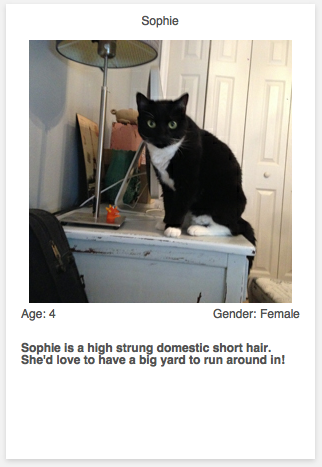 Sophie
Age: 4 Gender: Female
Sophie is a high strung domestic short hair.
She'd love to have a big yard to run around in!